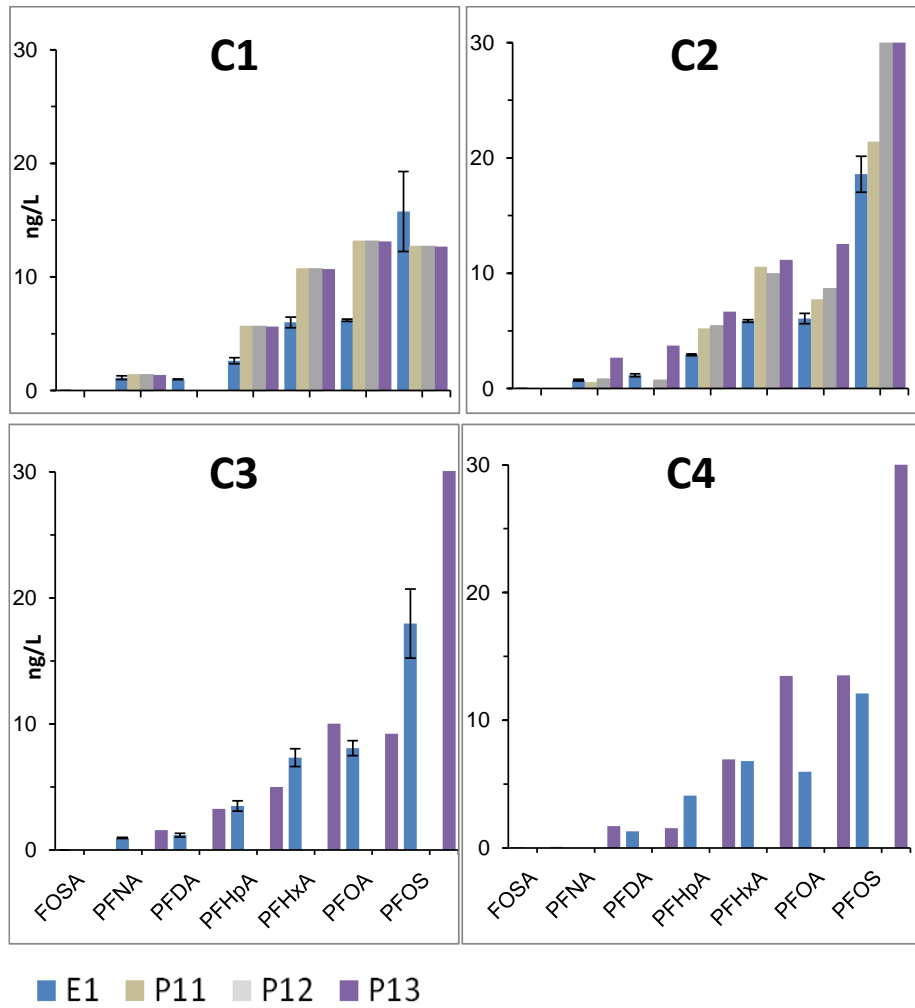 C1
30
20
10
0
ng/L
C2
30
20
10
0
C3
30
20
10
0
ng/L
FOSA
PFNA
PFDA
PFHpA
PFHxA
PFOA
PFOS
C4
30
20
10
0
FOSA
PFNA
PFDA
PFHpA
PFHxA
PFOA
PFOS
E1 P11 P12 P13